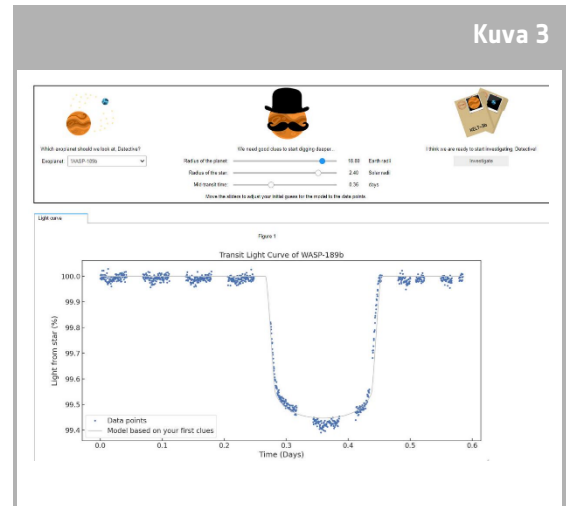 Kuva 3
KELT-9b
Which exoplanet should we look at, Detective?
We need good clues to start digging deeper...
I think we are ready to start investigating, Detective!
Exoplanet: WASP-189b
Radius of the planet: 18.00 Earth radii
Investigate
Radius of the star: 2.40 Solar radii
Mid-transit time: 0.36 days
Move the sliders to adjust your initial guess for the model to the data points
Light curve
Figure 1
Transit Light Curve of WASP-189b
Light from star (%)
100.0
99.9
99.8
99.7
99.6
99.5
99.4
Data points
Model based on your first clues
0.0 0.1 0.2 0.3 0.4 0.5 0.6
Time (Days)